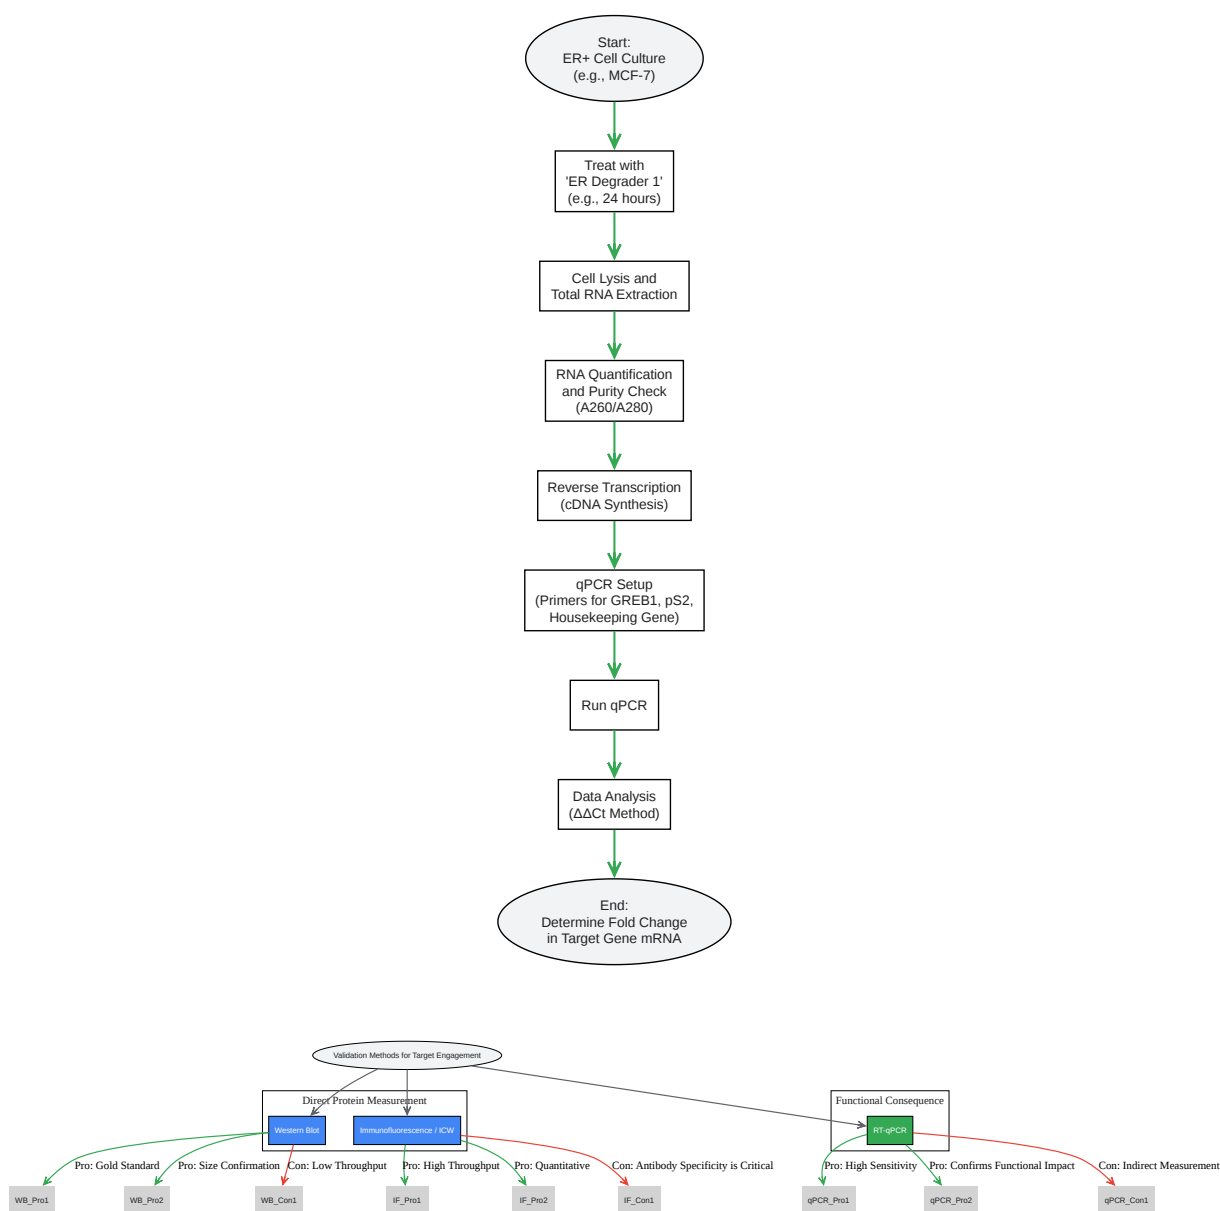 Start:
ER+ Cell Culture
(e.g., MCF-7)
Treat with
'ER Degrader 1'
(e.g., 24 hours)
Cell Lysis and
Total RNA Extraction
RNA Quantification
and Purity Check
(A260/A280)
Reverse Transcription
(cDNA Synthesis)
qPCR Setup
(Primers for GREB1, pS2,
Housekeeping Gene)
Run qPCR
Data Analysis
(ΔΔCt Method)
End:
Determine Fold Change
in Target Gene mRNA
Validation Methods for Target Engagement
Direct Protein Measurement
Functional Consequence
Western Blot
Immunofluorescence / ICW
RT-qPCR
Pro: Gold Standard
Pro: Size Confirmation
Con: Low Throughput
Pro: High Throughput
Pro: Quantitative
Con: Antibody Specificity is Critical
Pro: High Sensitivity
Pro: Confirms Functional Impact
Con: Indirect Measurement
WB_Pro1
WB_Pro2
WB_Con1
IF_Pro1
IF_Pro2
IF_Con1
qPCR_Pro1
qPCR_Pro2
qPCR_Con1